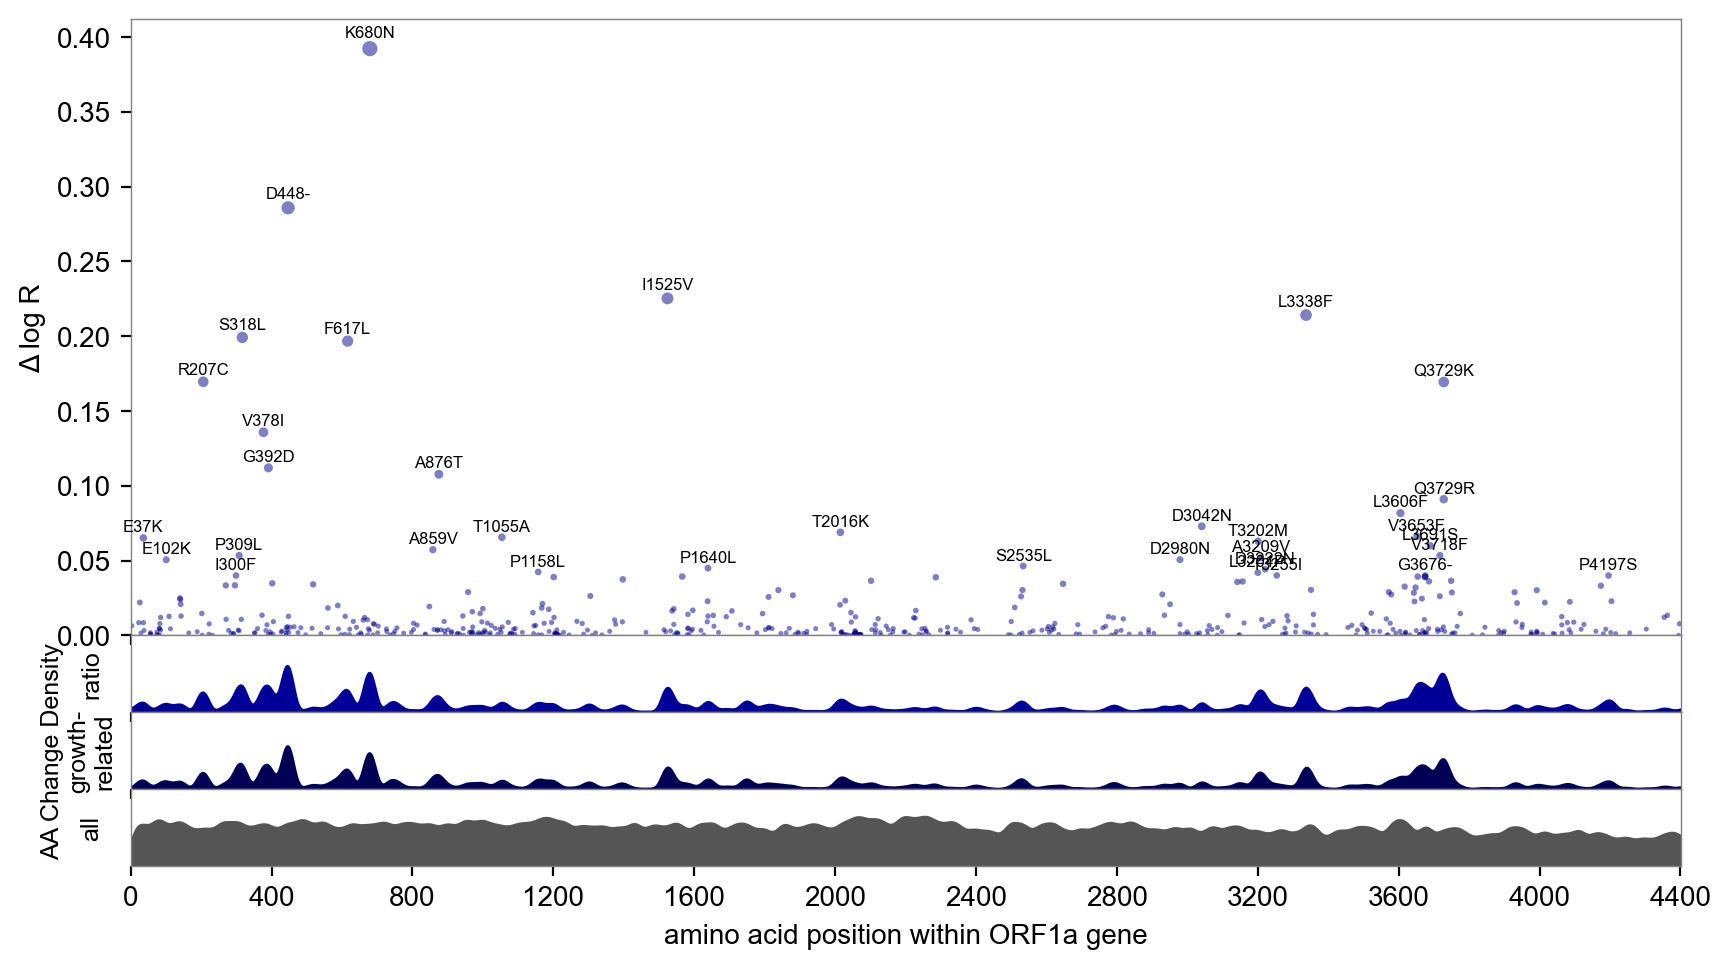 0.40
0.35
0.30
0.25
0.20
0.15
0.10
0.05
0.00
Δ log R
K680N
D448-
I1525V
L3338F
S318L
F617L
R207C
Q3729K
V378I
G392D
A876T
Q3729R
L3606F
D3042N
T2016K
E37K
T1055A
V3653F
T3202M
L3691S
A859V
P309L
V3718F
E102K
A3209V
D2980N
P1158L
P1640L
S2535L
I300F
T3255I
G3676-
P4197S
AA Change Density
ratio
growth-
related
all
0 400 800 1200 1600 2000 2400 2800 3200 3600 4000 4400
amino acid position within ORF1a gene